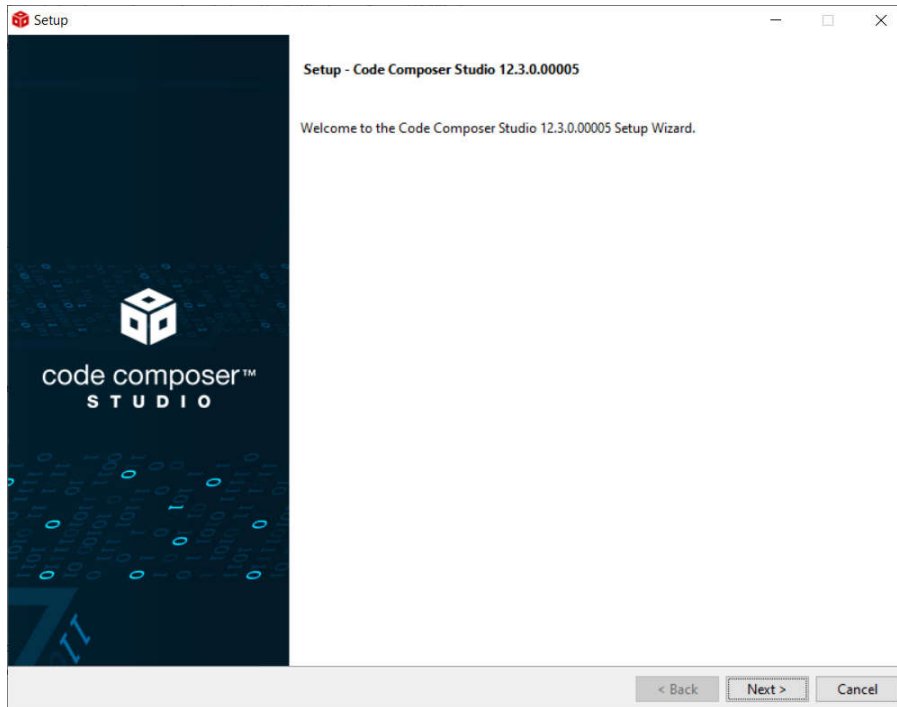 Setup
Setup - Code Composer Studio 12.3.0.00005
Welcome to the Code Composer Studio 12.3.0.00005 Setup Wizard.
code composer™
STUDIO
< Back Next > Cancel